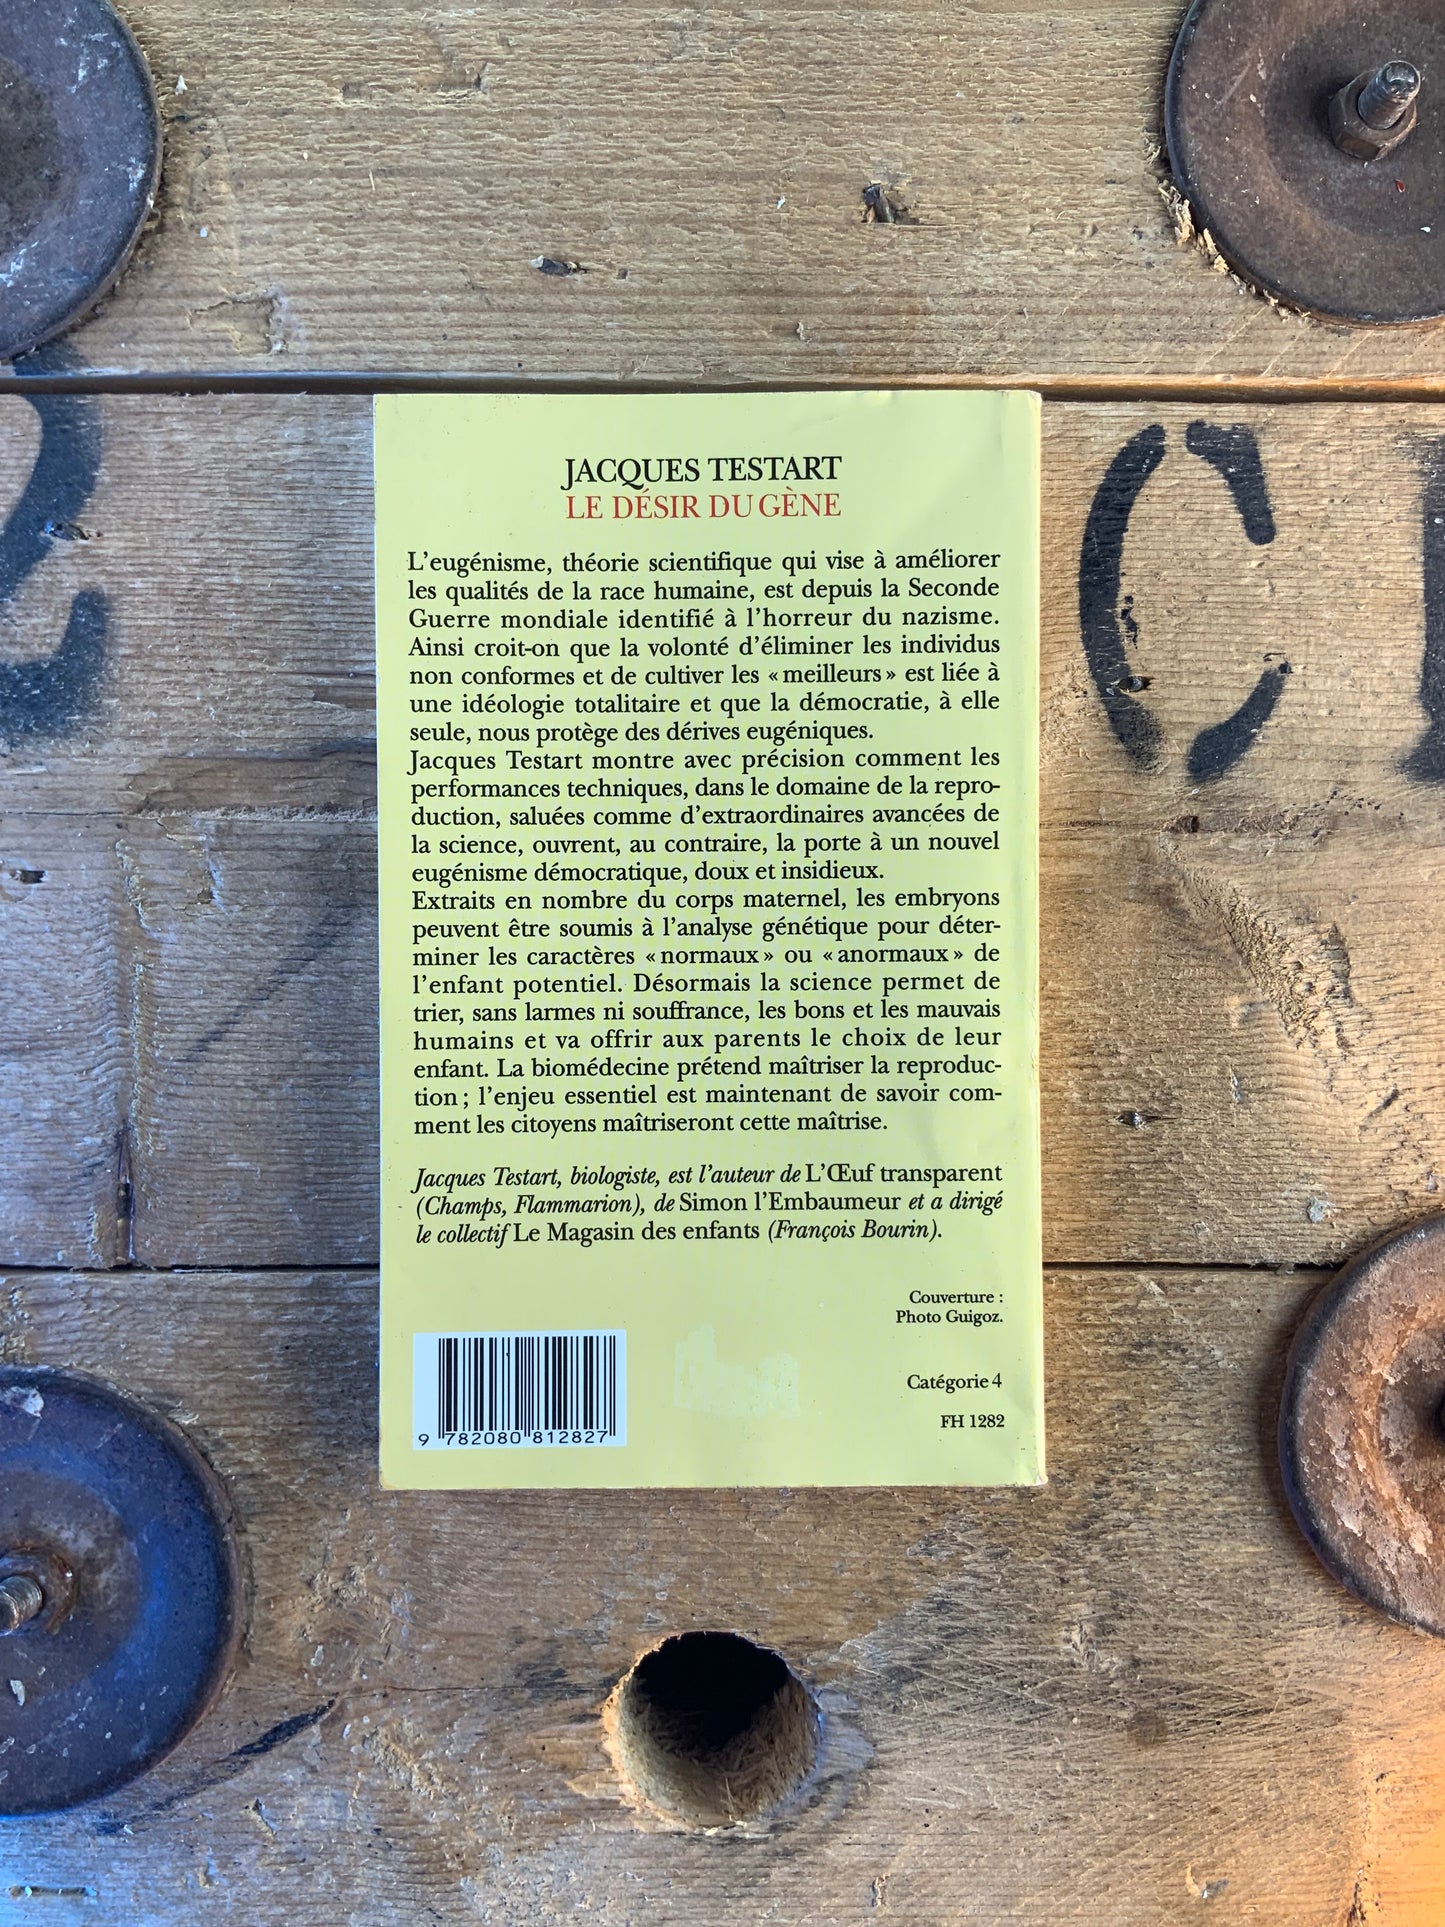 JACQUES TESTART
LE DÉSIR DU GÈNE
L'eugénisme, théorie scientifique qui vise à améliorer
les qualités de la race humaine, est depuis la Seconde
Guerre mondiale identifié à l'horreur du nazisme.
Ainsi croit-on que la volonté d'éliminer les individus
non conformes et de cultiver les « meilleurs » est liée à
une idéologie totalitaire et que la démocratie, à elle
seule, nous protège des dérives eugéniques.
Jacques Testart montre avec précision comment les
performances techniques, dans le domaine de la repro-
duction, saluées comme d'extraordinaires avancées de
la science, ouvrent, au contraire, la porte à un nouvel
eugénisme démocratique, doux et insidieux.
Extraits en nombre du corps maternel, les embryons
peuvent être soumis à l'analyse génétique pour déter-
miner les caractères « normaux » ou « anormaux » de
l'enfant potentiel. Désormais la science permet de
trier, sans larmes ni souffrance, les bons et les mauvais
humains et va offrir aux parents le choix de leur
enfant. La biomédecine prétend maîtriser la reproduc-
tion ; l'enjeu essentiel est maintenant de savoir com-
ment les citoyens maîtriseront cette maîtrise.
Jacques Testart, biologiste, est l'auteur de L'Œuf transparent
(Champs, Flammarion), de Simon l'Embaumeur et a dirigé
le collectif Le Magasin des enfants (François Bourin).
Couverture :
Photo Guigoz.
Catégorie 4
FH 1282
9 782080 812827
C